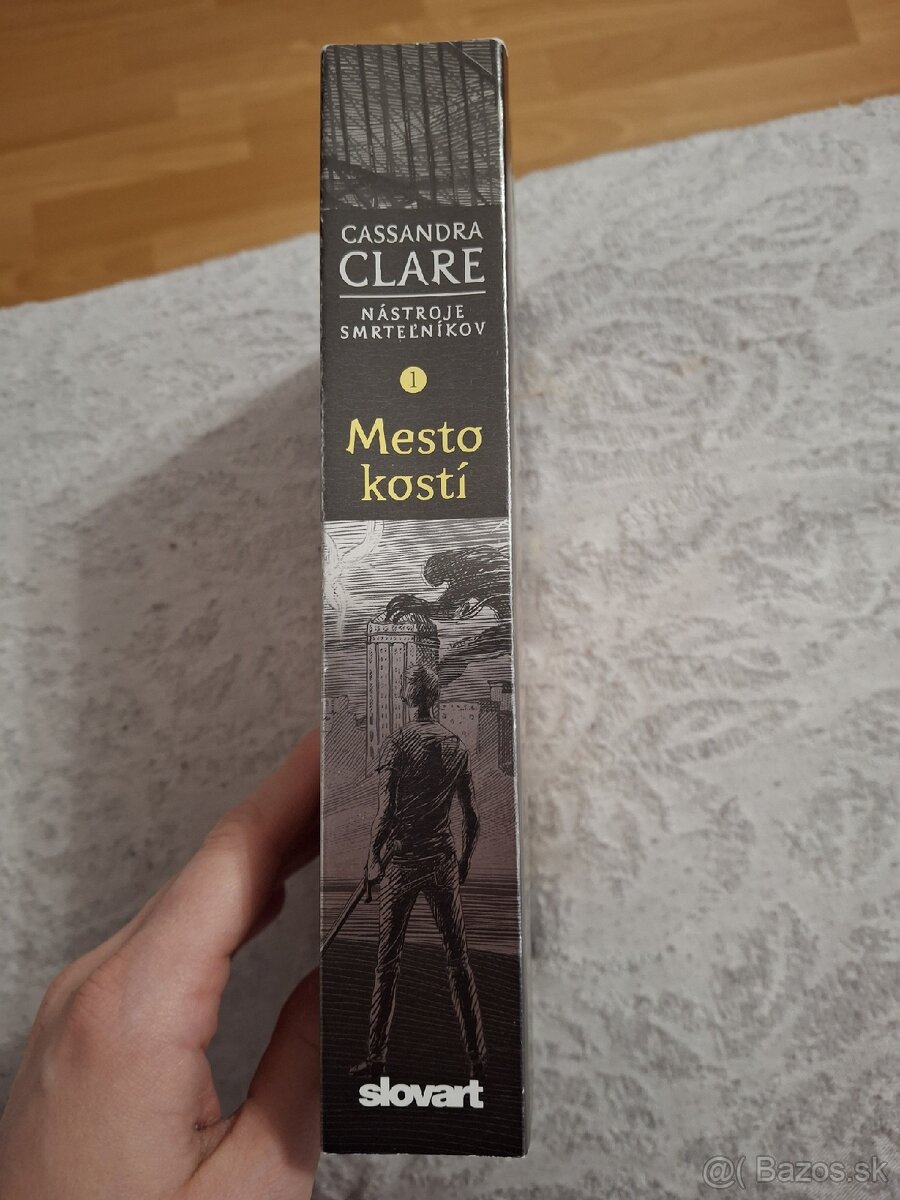 CASSANDRA
CLARE
NÁSTROJE
SMRTEĽNÍKOV
1
Mesto
kostí
slovart
@( Bazos.sk